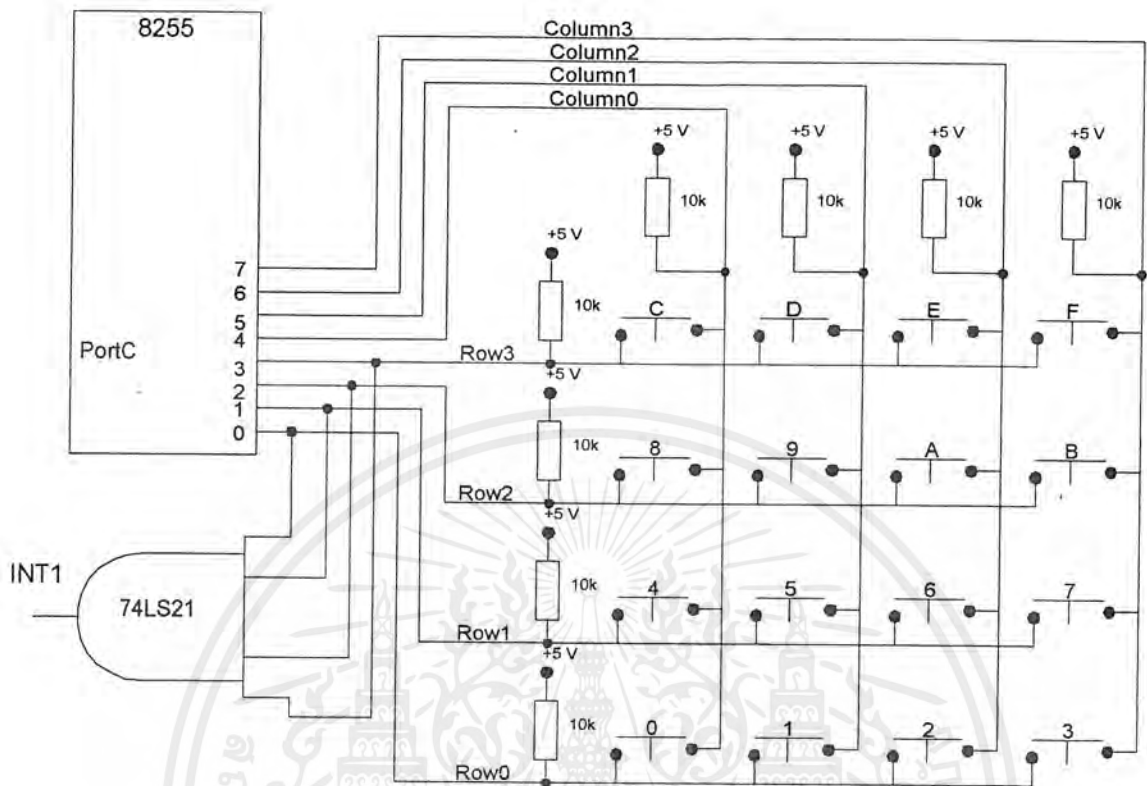 8255
Column3
Column2
Column1
Column0
+5 V
+5 V
+5 V
+5 V
10k
10k
10k
10k
+5 V
10k
7
6
5
4
3
2
1
0
PortC
C
D
E
F
Row3
+5 V
10k
8
9
A
B
Row2
+5 V
INT1
74LS21
10k
4
5
6
7
Row1
+5 V
10k
0
1
2
3
Row0